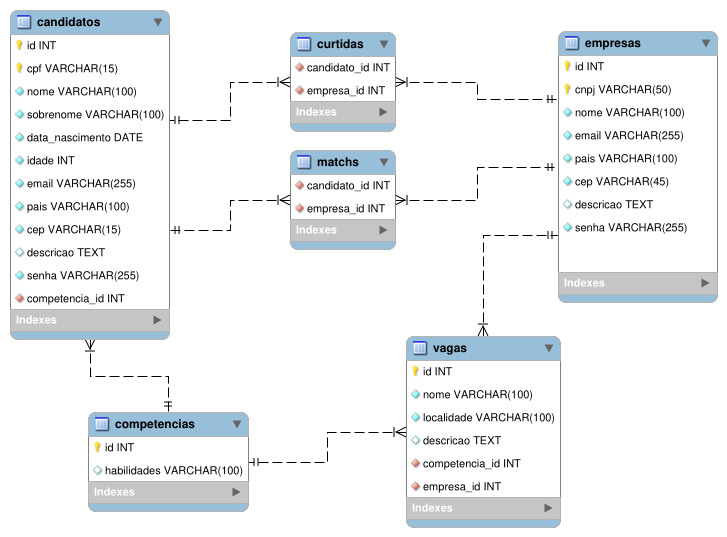 candidatos
id INT
cpf VARCHAR(15)
nome VARCHAR(100)
sobrenome VARCHAR(100)
data_nascimento DATE
idade INT
email VARCHAR(255)
pais VARCHAR(100)
cep VARCHAR(15)
descricao TEXT
senha VARCHAR(255)
competencia_id INT
Indexes
curtidas
candidato_id INT
empresa_id INT
Indexes
matchs
candidato_id INT
empresa_id INT
Indexes
empresas
id INT
cnpj VARCHAR(50)
nome VARCHAR(100)
email VARCHAR(255)
pais VARCHAR(100)
cep VARCHAR(45)
descricao TEXT
senha VARCHAR(255)
Indexes
competencias
id INT
habilidades VARCHAR(100)
Indexes
vagas
id INT
nome VARCHAR(100)
localidade VARCHAR(100)
descricao TEXT
competencia_id INT
empresa_id INT
Indexes